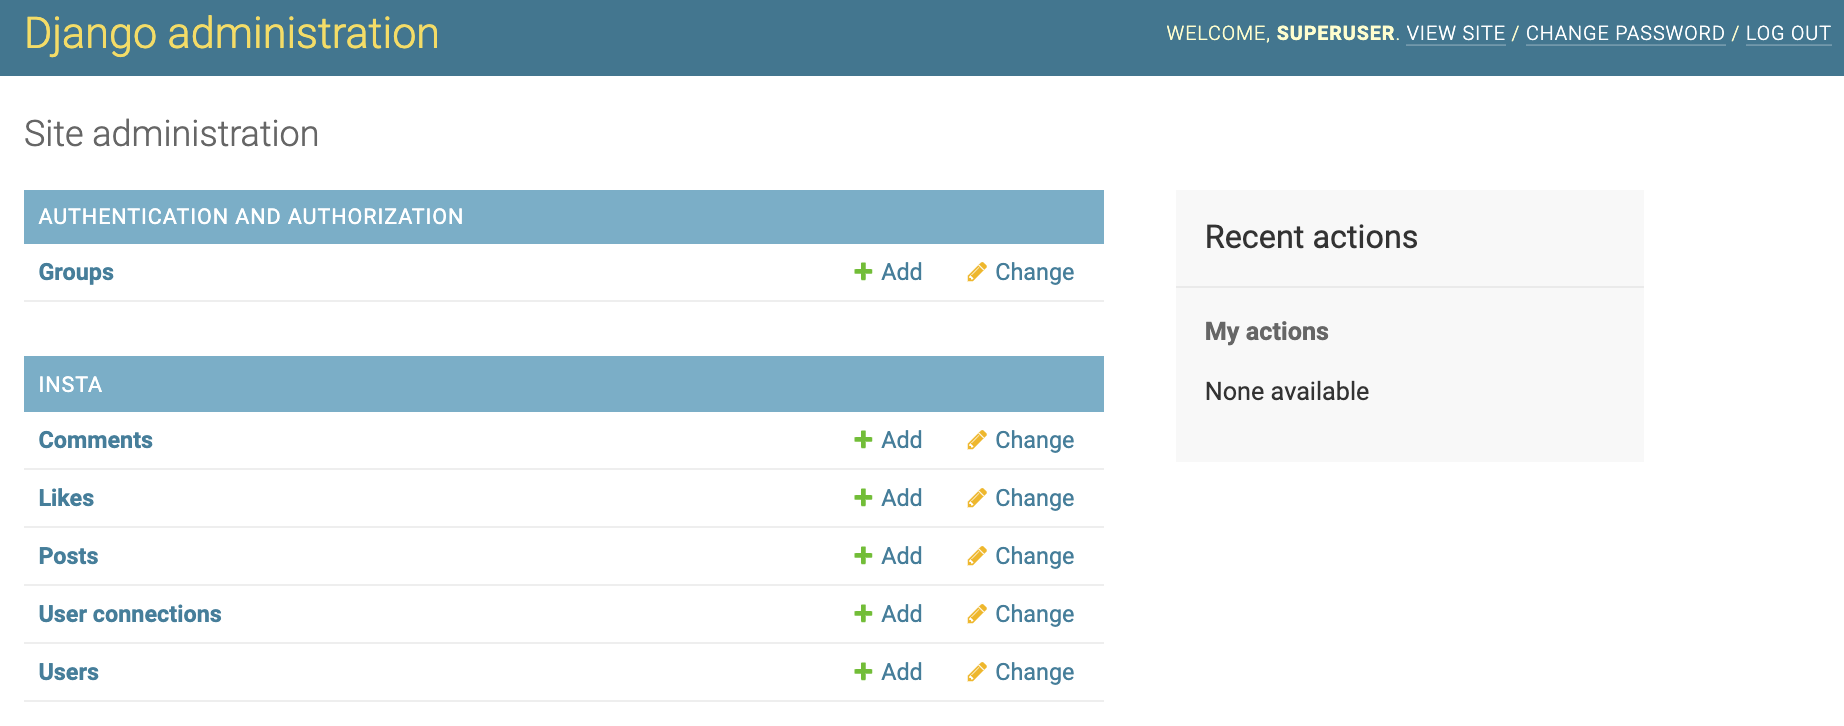 Django administration
WELCOME, SUPERUSER. VIEW SITE / CHANGE PASSWORD / LOG OUT
Site administration
AUTHENTICATION AND AUTHORIZATION
Groups Add Change
INSTA
Comments Add Change
Likes Add Change
Posts Add Change
User connections Add Change
Users Add Change
Recent actions
My actions
None available